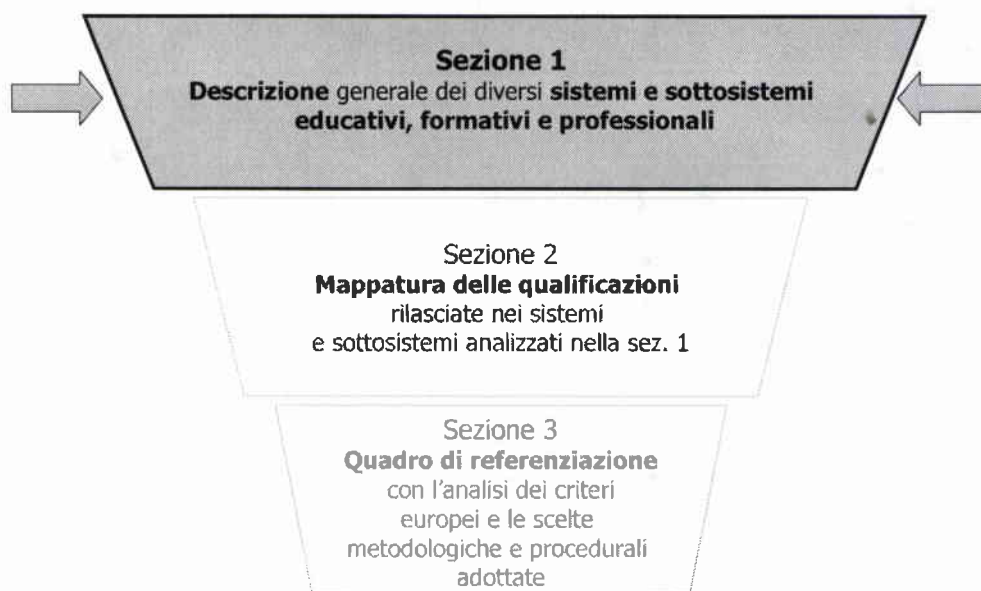 Sezione 1
Descrizione generale dei diversi sistemi e sottosistemi
educativi, formativi e professionali
Sezione 2
Mappatura delle qualificazioni
rilasciate nei sistemi
e sottosistemi analizzati nella sez. 1
Sezione 3
Quadro di referenziazione
con l'analisi dei criteri
europei e le scelte
metodologiche e procedurali
adottate